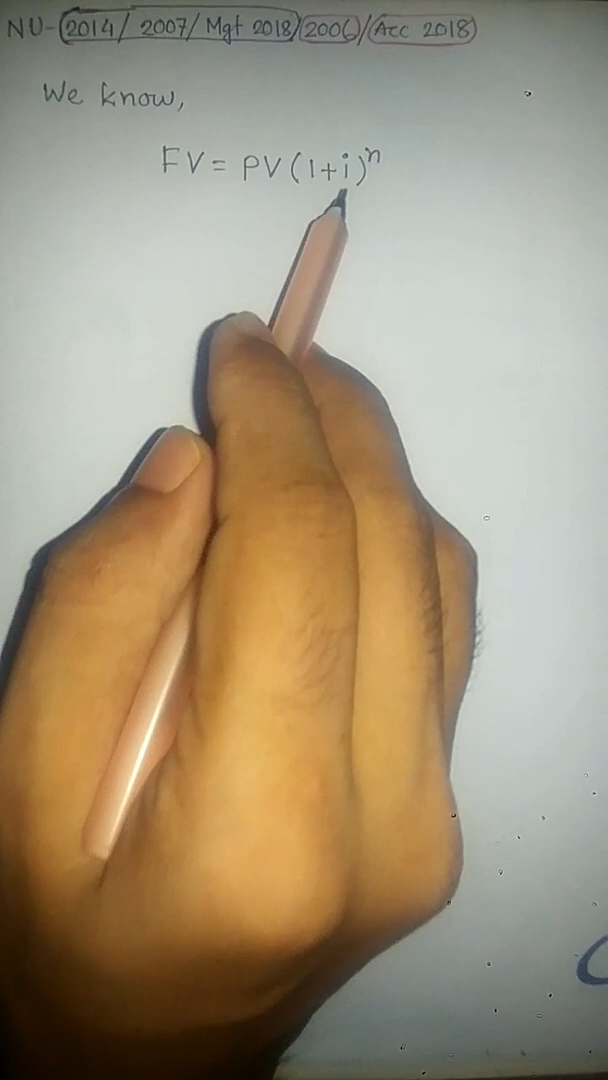 NU-(2014/ 2007/ Mgt 2018)(2006)/(Acc 2018)
We know,
FV = PV(1+i)ⁿ